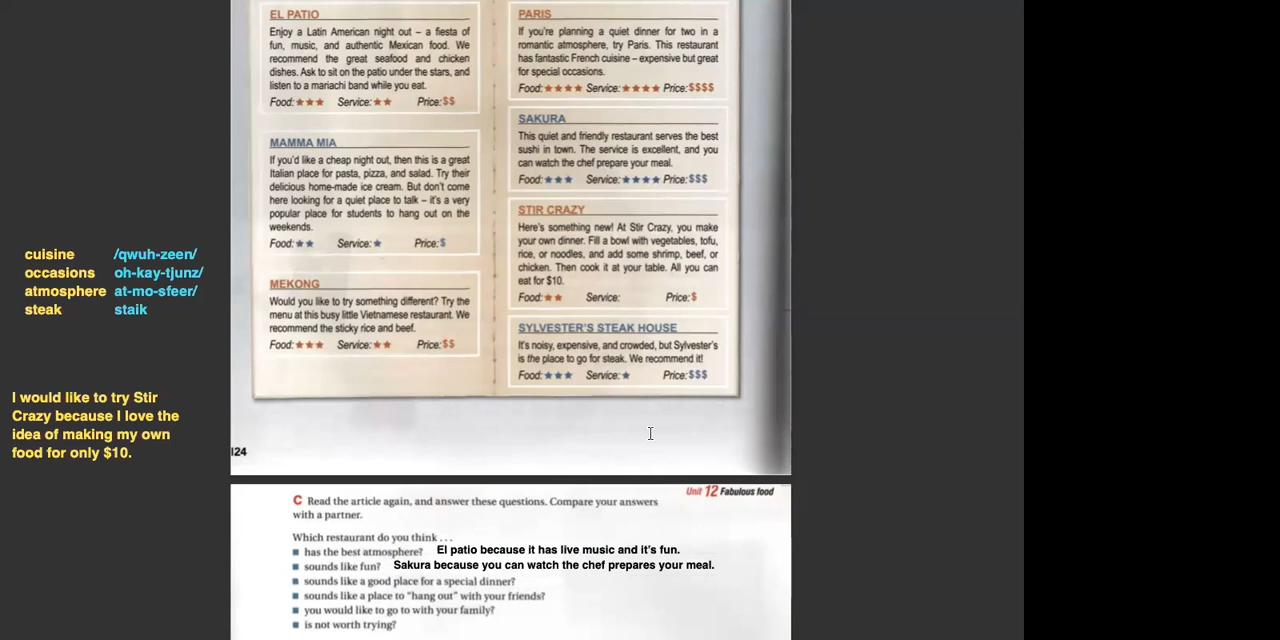 EL PATIO
Enjoy a Latin American night out – a fiesta of
fun, music, and authentic Mexican food. We
recommend the great seafood and chicken
dishes. Ask to sit on the patio under the stars, and
listen to a mariachi band while you eat.
Food: ★★★ Service: ★★ Price: $$
MAMMA MIA
If you'd like a cheap night out, then this is a great
Italian place for pasta, pizza, and salad. Try their
delicious home-made ice cream. But don't come
here looking for a quiet place to talk – it's a very
popular place for students to hang out on the
weekends.
Food: ★★ Service: ★ Price: $
MEKONG
Would you like to try something different? Try the
menu at this busy little Vietnamese restaurant. We
recommend the sticky rice and beef.
Food: ★★★ Service: ★★ Price: $$
PARIS
If you're planning a quiet dinner for two in a
romantic atmosphere, try Paris. This restaurant
has fantastic French cuisine – expensive but great
for special occasions.
Food: ★★★★ Service: ★★★★ Price: $$$$
SAKURA
This quiet and friendly restaurant serves the best
sushi in town. The service is excellent, and you
can watch the chef prepare your meal.
Food: ★★★ Service: ★★★★ Price: $$$
STIR CRAZY
Here's something new! At Stir Crazy, you make
your own dinner. Fill a bowl with vegetables, tofu,
rice, or noodles, and add some shrimp, beef, or
chicken. Then cook it at your table. All you can
eat for $10.
Food: ★★ Service: Price: $
SYLVESTER'S STEAK HOUSE
It's noisy, expensive, and crowded, but Sylvester's
is the place to go for steak. We recommend it!
Food: ★★★ Service: ★ Price: $$$
cuisine /qwuh-zeen/
occasions oh-kay-tjunz/
atmosphere at-mo-sfeer/
steak staik
I would like to try Stir
Crazy because I love the
idea of making my own
food for only $10.
124
Unit 12 Fabulous food
C Read the article again, and answer these questions. Compare your answers
with a partner.
Which restaurant do you think . . .
■ has the best atmosphere? El patio because it has live music and it's fun.
■ sounds like fun? Sakura because you can watch the chef prepares your meal.
■ sounds like a good place for a special dinner?
■ sounds like a place to "hang out" with your friends?
■ you would like to go to with your family?
■ is not worth trying?